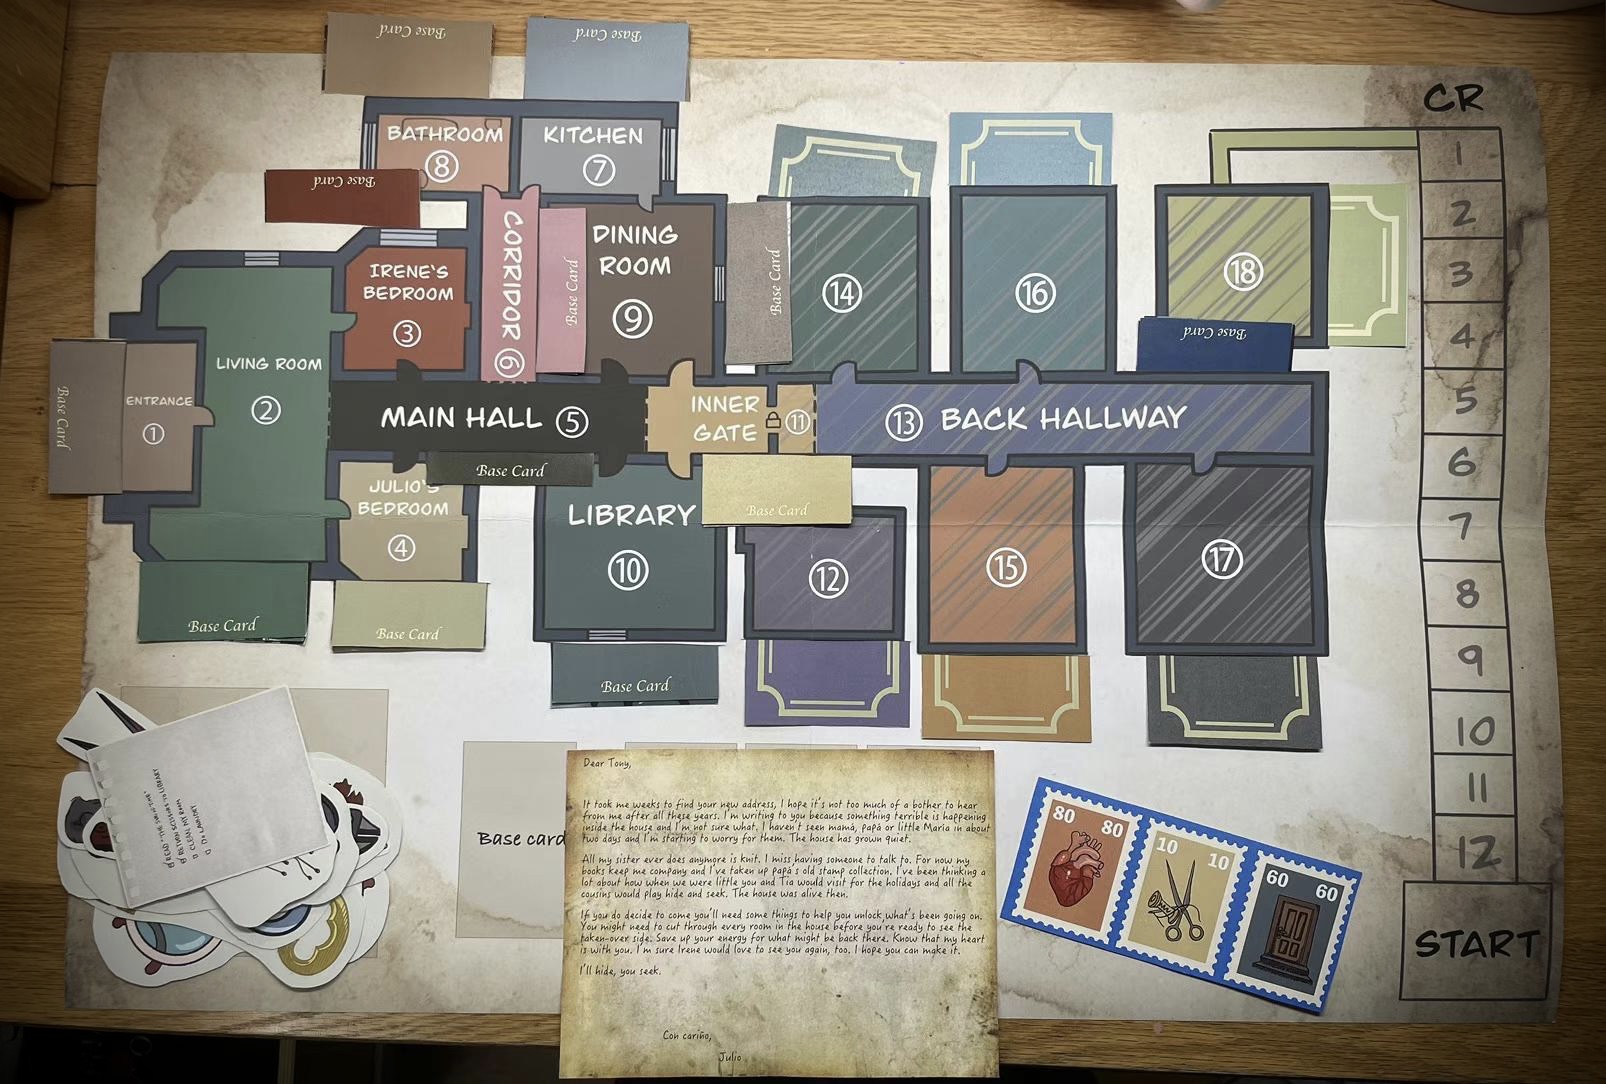 Base Card
Base Card
CR
BATHROOM
8
KITCHEN
7
1
Base Card
2
CORRIDOR 6
Base Card
DINING
ROOM
9
Base Card
14
16
18
3
IRENE'S
BEDROOM
3
Base Card
4
Base Card
ENTRANCE
1
LIVING ROOM
2
MAIN HALL 5
INNER
GATE
11
13 BACK HALLWAY
5
Base Card
6
JULIO'S
BEDROOM
4
LIBRARY
10
Base Card
12
15
17
7
8
Base Card
Base Card
Base Card
9
10
11
12
START
READ "THE SUN IN THE"
RETURN SCISSORS TO LIBRARY
CLEAN MY ROOM
DO LAUNDRY
Base card
Dear Tony,
It took me weeks to find your new address, I hope it's not too much of a bother to hear
from me after all these years. I'm writing to you because something terrible is happening
inside the house and I'm not sure what. I haven't seen mamá, papá or little Maria in about
two days and I'm starting to worry for them. The house has grown quiet.
All my sister ever does anymore is knit. I miss having someone to talk to. For now my
books keep me company and I've taken up papá's old stamp collection. I've been thinking a
lot about how when we were little you and Tia would visit for the holidays and all the
cousins would play hide and seek. The house was alive then.
If you do decide to come you'll need some things to help you unlock what's been going on.
You might need to cut through every room in the house before you're ready to see the
taken-over side. Save up your energy for what might be back there. Know that my heart
is with you. I'm sure Irene would love to see you again, too. I hope you can make it.
I'll hide, you seek.
Con cariño,
Julio
80 80
10 10
60 60